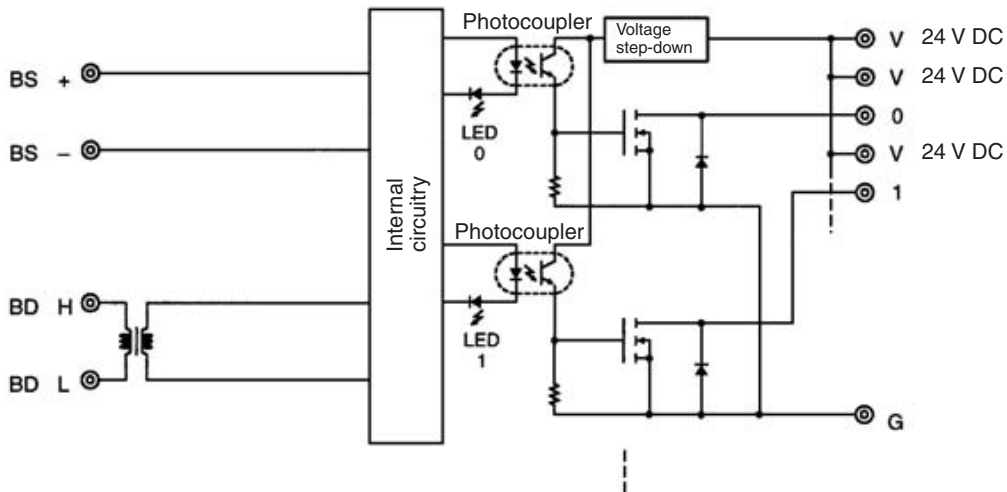 Photocoupler
Voltage
step-down
V 24 V DC
BS +
V 24 V DC
LED
0
0
BS –
V 24 V DC
1
Internal
circuitry
Photocoupler
BD H
LED
1
BD L
G